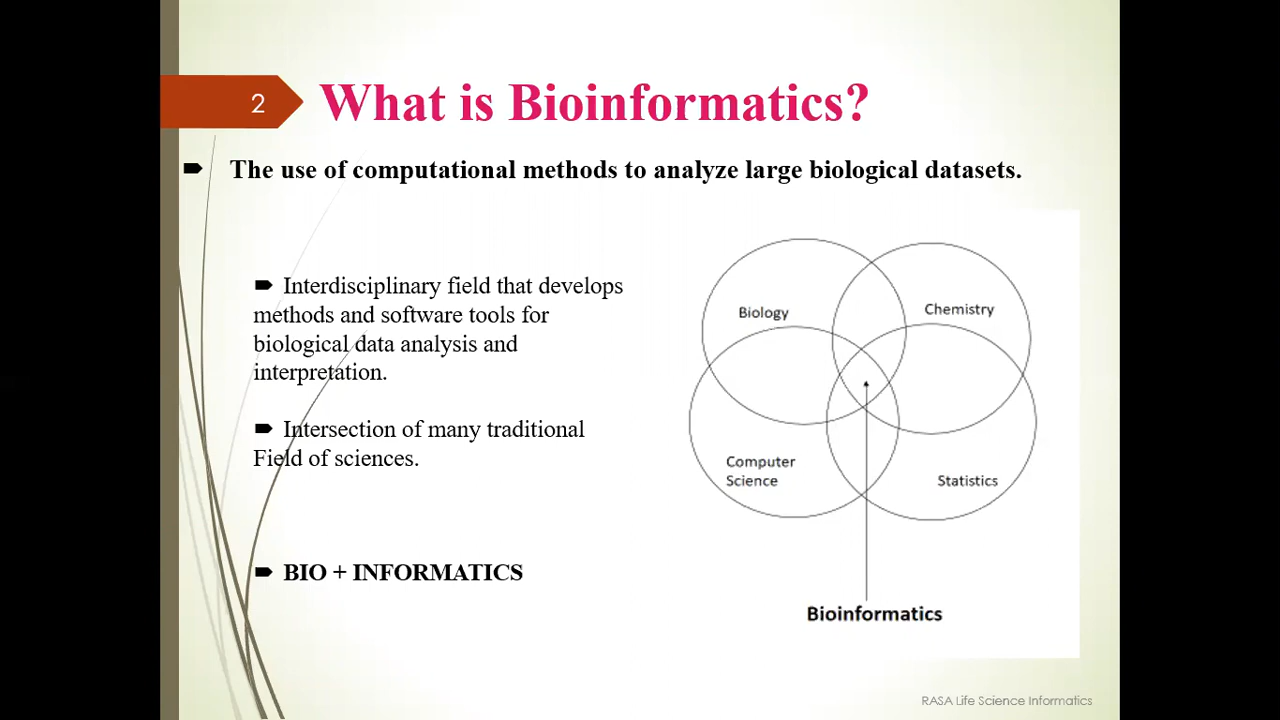 2
What is Bioinformatics?
The use of computational methods to analyze large biological datasets.
Interdisciplinary field that develops
methods and software tools for
biological data analysis and
interpretation.
Intersection of many traditional
Field of sciences.
BIO + INFORMATICS
Biology
Chemistry
Computer
Science
Statistics
Bioinformatics
RASA Life Science Informatics